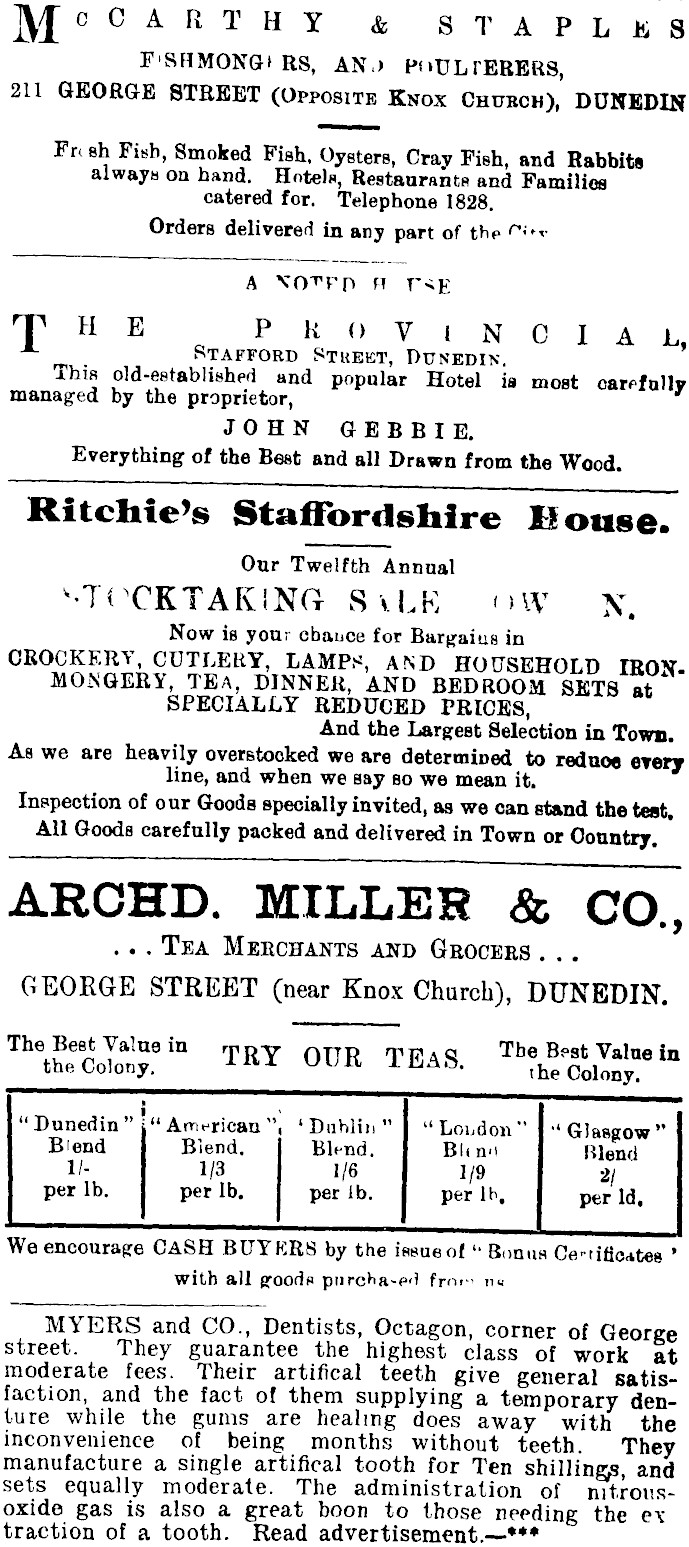 McCARTHY & STAPLES
FISHMONGERS, AND POULTERERS,
211 GEORGE STREET (OPPOSITE KNOX CHURCH), DUNEDIN
Fresh Fish, Smoked Fish, Oysters, Cray Fish, and Rabbits
always on hand. Hotels, Restaurants and Families
catered for. Telephone 1828.
Orders delivered in any part of the City
A NOTED HOUSE
THE PROVINCIAL,
STAFFORD STREET, DUNEDIN.
This old-established and popular Hotel is most carefully
managed by the proprietor,
JOHN GEBBIE.
Everything of the Best and all Drawn from the Wood.
Ritchie's Staffordshire House.
Our Twelfth Annual
STOCKTAKING SALE NOW ON.
Now is your chance for Bargains in
CROCKERY, CUTLERY, LAMPS, AND HOUSEHOLD IRON-
MONGERY, TEA, DINNER, AND BEDROOM SETS at
SPECIALLY REDUCED PRICES,
And the Largest Selection in Town.
As we are heavily overstocked we are determined to reduce every
line, and when we say so we mean it.
Inspection of our Goods specially invited, as we can stand the test.
All Goods carefully packed and delivered in Town or Country.
ARCHD. MILLER & CO.,
... TEA MERCHANTS AND GROCERS ...
GEORGE STREET (near Knox Church), DUNEDIN.
The Best Value in
the Colony.
TRY OUR TEAS.
The Best Value in
the Colony.
"Dunedin"
Blend
1/-
per lb.
"American"
Blend.
1/3
per lb.
'Dublin"
Blend.
1/6
per lb.
"London"
Blend
1/9
per lb.
"Glasgow"
Blend
2/
per ld.
We encourage CASH BUYERS by the issue of "Bonus Certificates'
with all goods purchased from us
MYERS and CO., Dentists, Octagon, corner of George
street. They guarantee the highest class of work at
moderate fees. Their artifical teeth give general satis-
faction, and the fact of them supplying a temporary den-
ture while the gums are healing does away with the
inconvenience of being months without teeth. They
manufacture a single artifical tooth for Ten shillings, and
sets equally moderate. The administration of nitrous-
oxide gas is also a great boon to those needing the ex
traction of a tooth. Read advertisement.—***